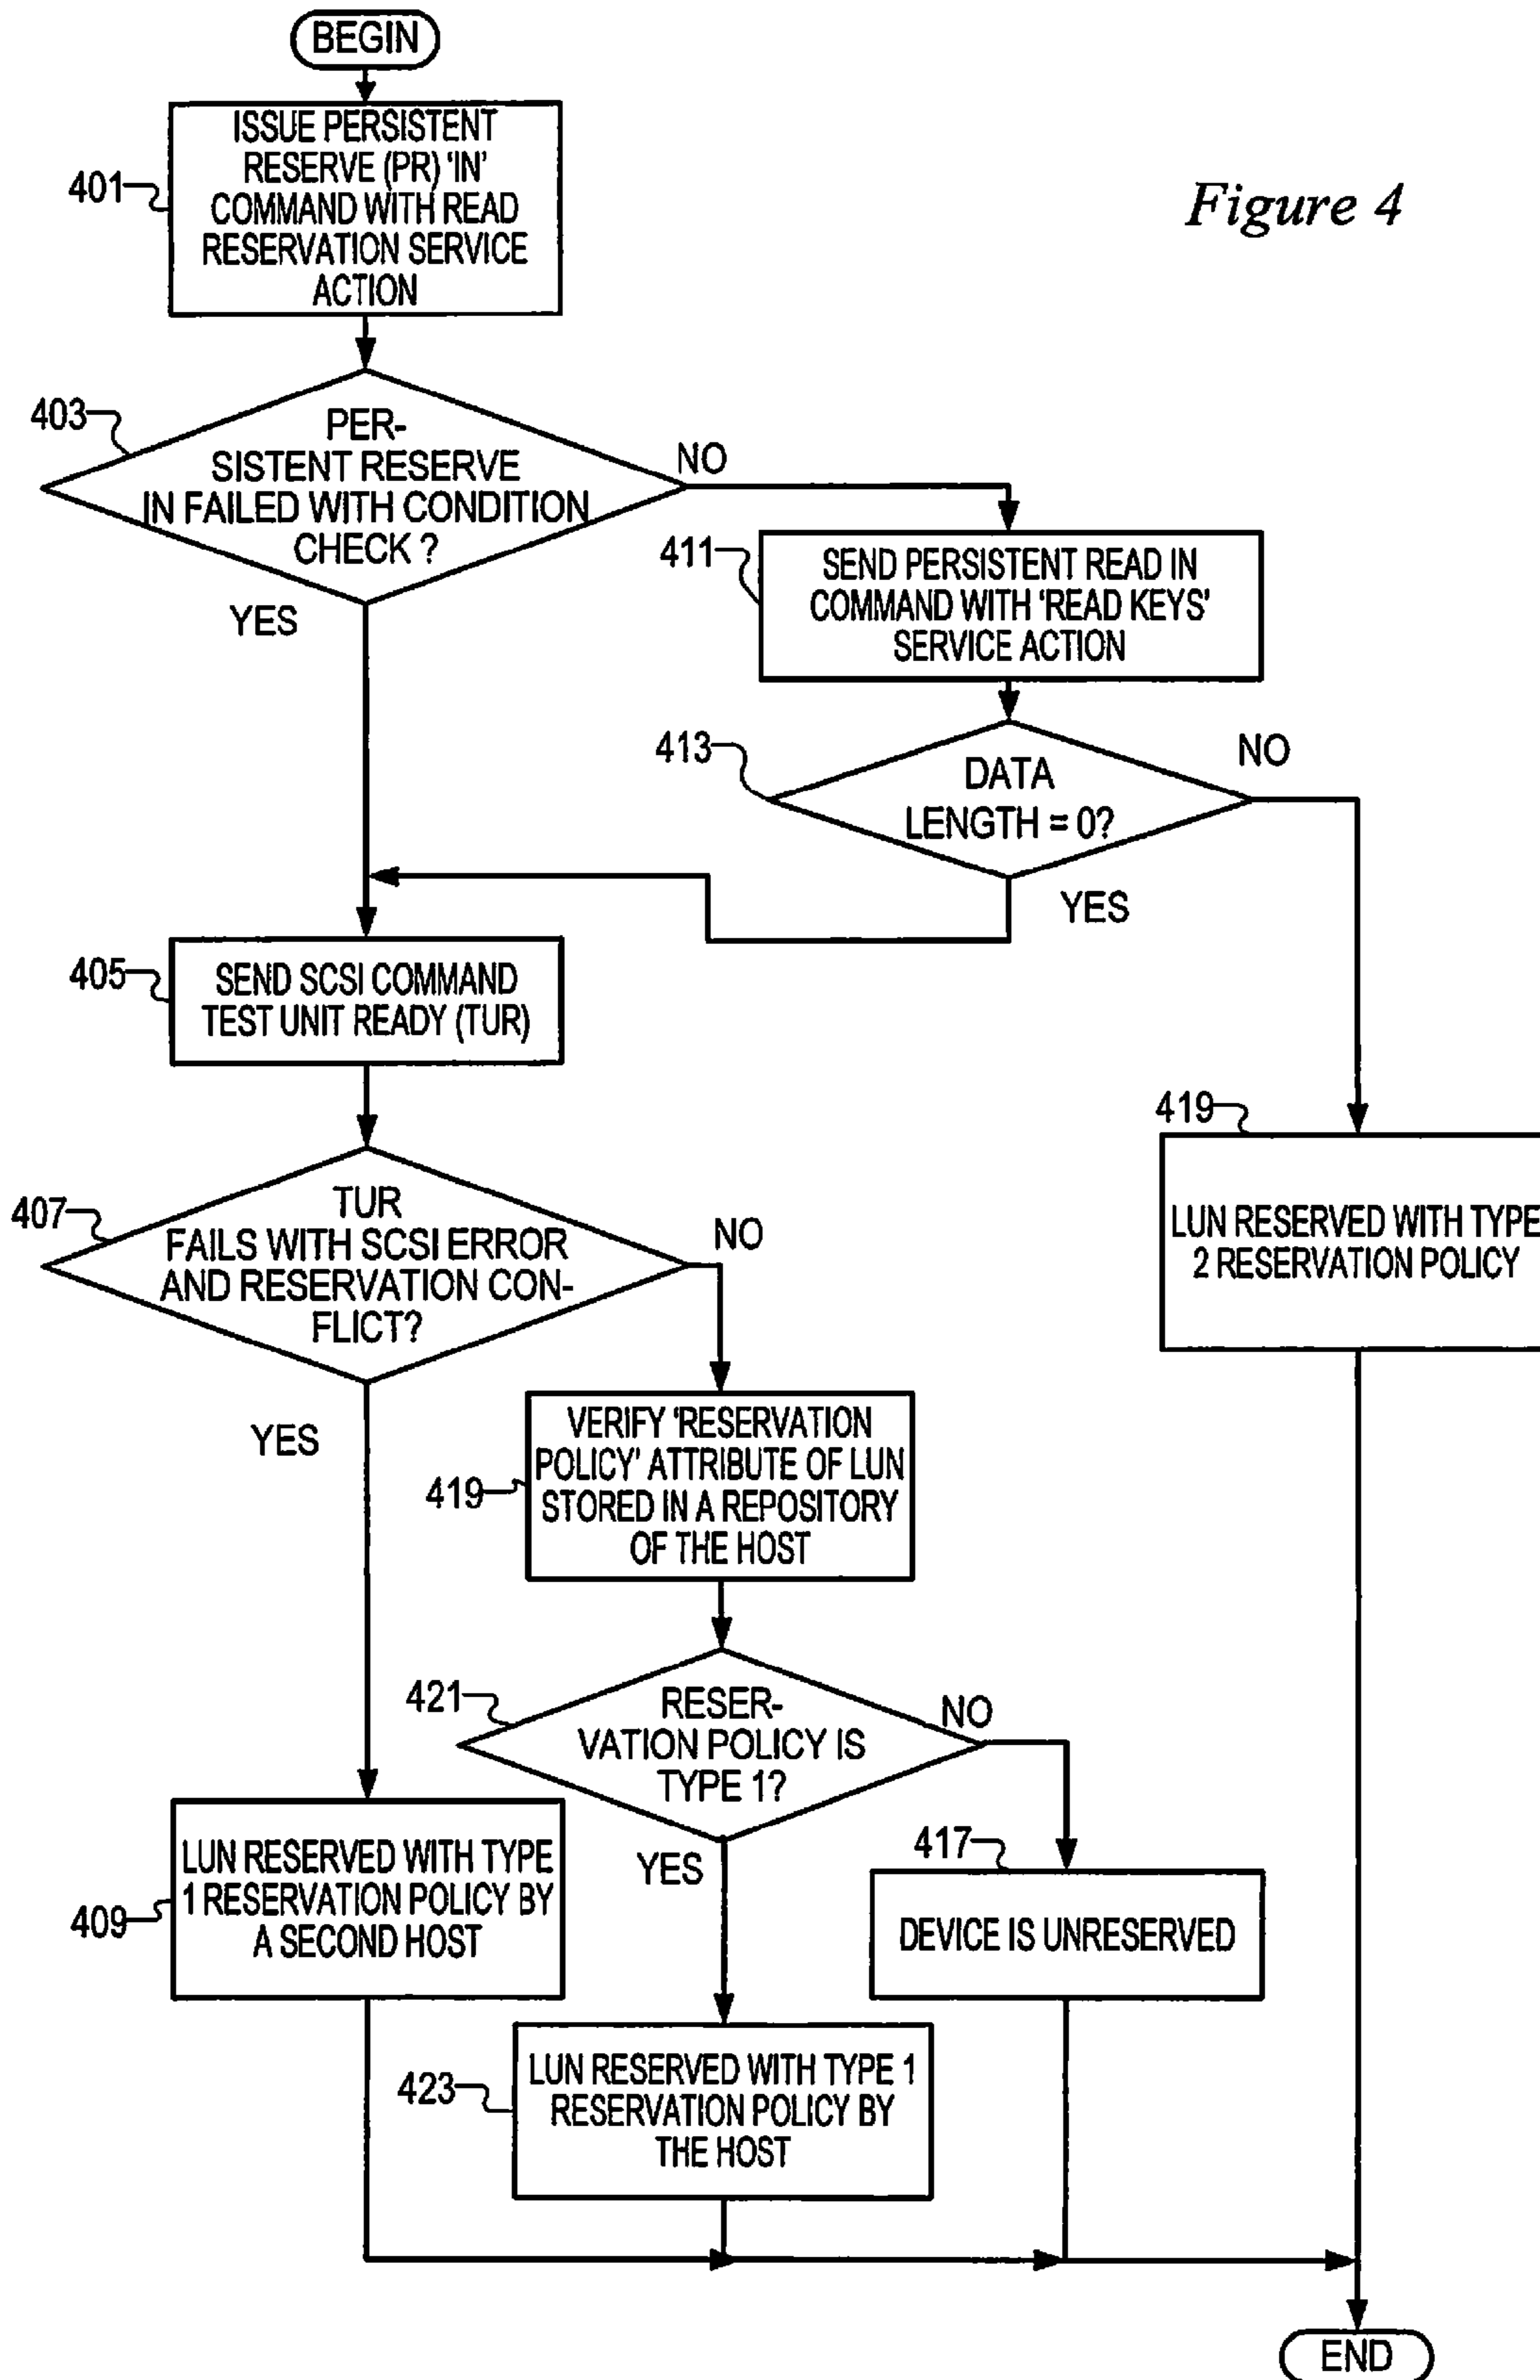 BEGIN
401
ISSUE PERSISTENT
RESERVE (PR) 'IN'
COMMAND WITH READ
RESERVATION SERVICE
ACTION
Figure 4
403
PER-
SISTENT RESERVE
IN FAILED WITH CONDITION
CHECK ?
NO
YES
411
SEND PERSISTENT READ IN
COMMAND WITH 'READ KEYS'
SERVICE ACTION
413
DATA
LENGTH = 0?
NO
YES
405
SEND SCSI COMMAND
TEST UNIT READY (TUR)
419
LUN RESERVED WITH TYPE
2 RESERVATION POLICY
407
TUR
FAILS WITH SCSI ERROR
AND RESERVATION CON-
FLICT?
NO
YES
419
VERIFY 'RESERVATION
POLICY' ATTRIBUTE OF LUN
STORED IN A REPOSITORY
OF THE HOST
421
RESER-
VATION POLICY IS
TYPE 1?
NO
YES
409
LUN RESERVED WITH TYPE
1 RESERVATION POLICY BY
A SECOND HOST
417
DEVICE IS UNRESERVED
423
LUN RESERVED WITH TYPE 1
RESERVATION POLICY BY
THE HOST
END